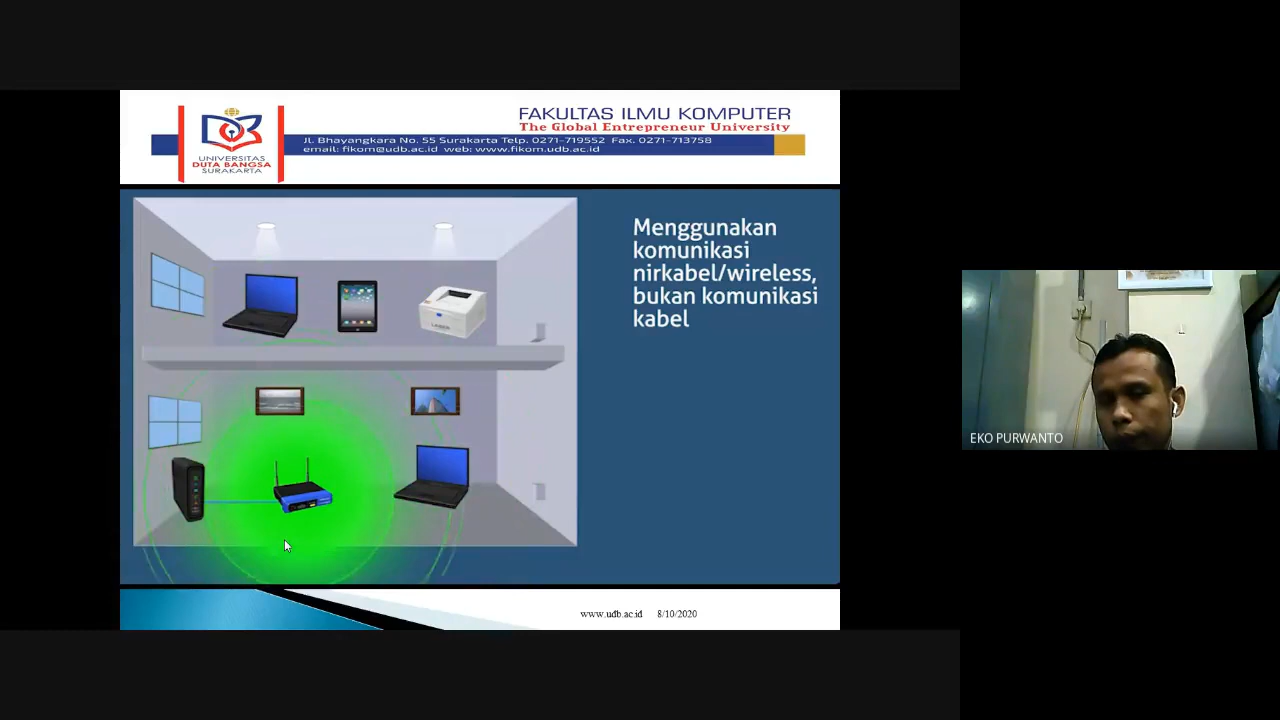 FAKULTAS ILMU KOMPUTER
The Global Entrepreneur University
Jl. Bhayangkara No. 55 Surakarta Telp. 0271-719552 Fax. 0271-713758
email: fikom@udb.ac.id web: www.fikom.udb.ac.id
UNIVERSITAS
DUTA BANGSA
SURAKARTA
Menggunakan
komunikasi
nirkabel/wireless,
bukan komunikasi
kabel
LASER
www.udb.ac.id 8/10/2020
EKO PURWANTO